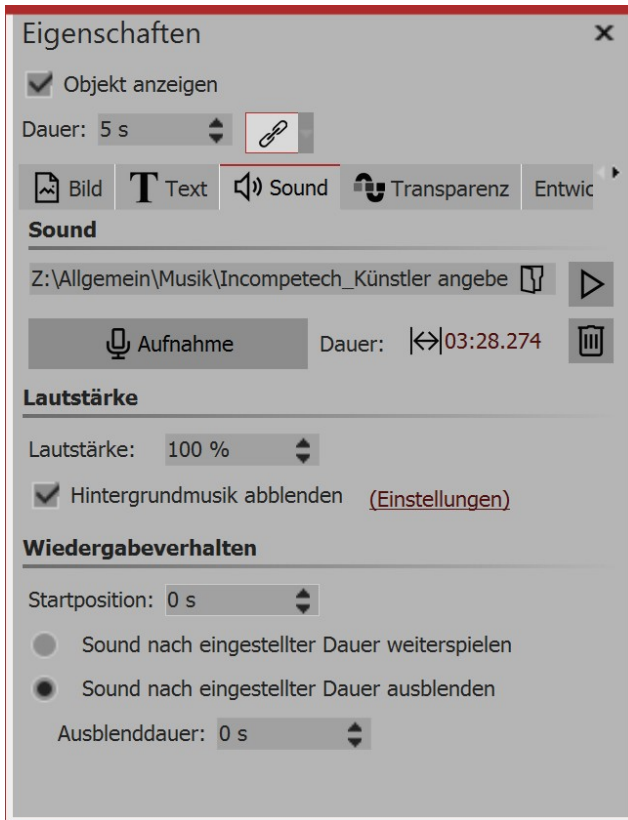 Eigenschaften
Objekt anzeigen
Dauer: 5 s
Bild Text Sound Transparenz Entwic
Sound
Z:\Allgemein\Musik\Incompetech_Künstler angebe
Aufnahme Dauer: 03:28.274
Lautstärke
Lautstärke: 100 %
Hintergrundmusik abblenden (Einstellungen)
Wiedergabeverhalten
Startposition: 0 s
Sound nach eingestellter Dauer weiterspielen
Sound nach eingestellter Dauer ausblenden
Ausblenddauer: 0 s